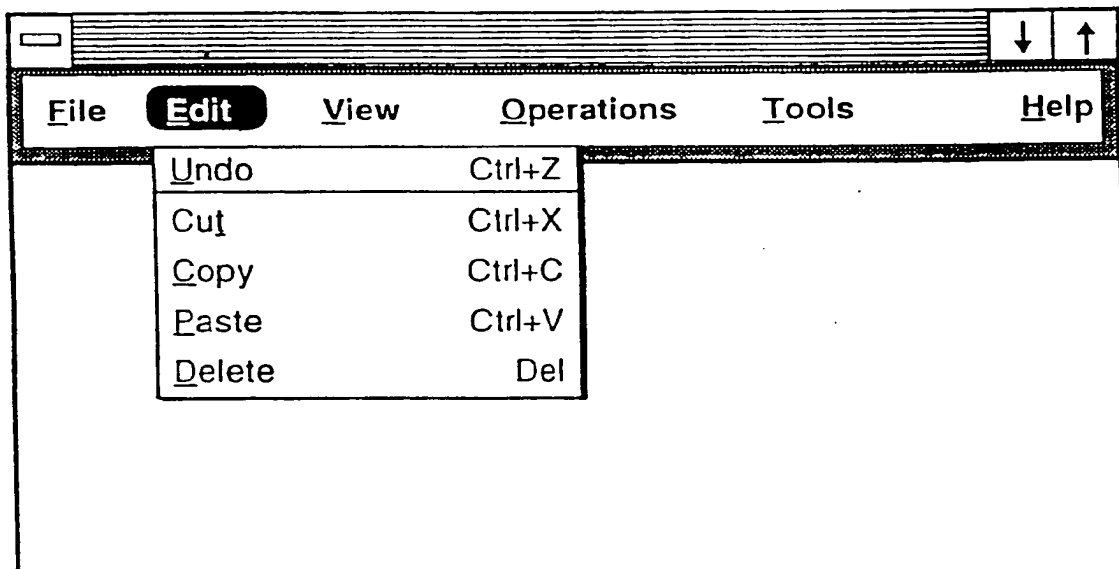 File Edit View Operations Tools Help
Undo Ctrl+Z
Cut Ctrl+X
Copy Ctrl+C
Paste Ctrl+V
Delete Del